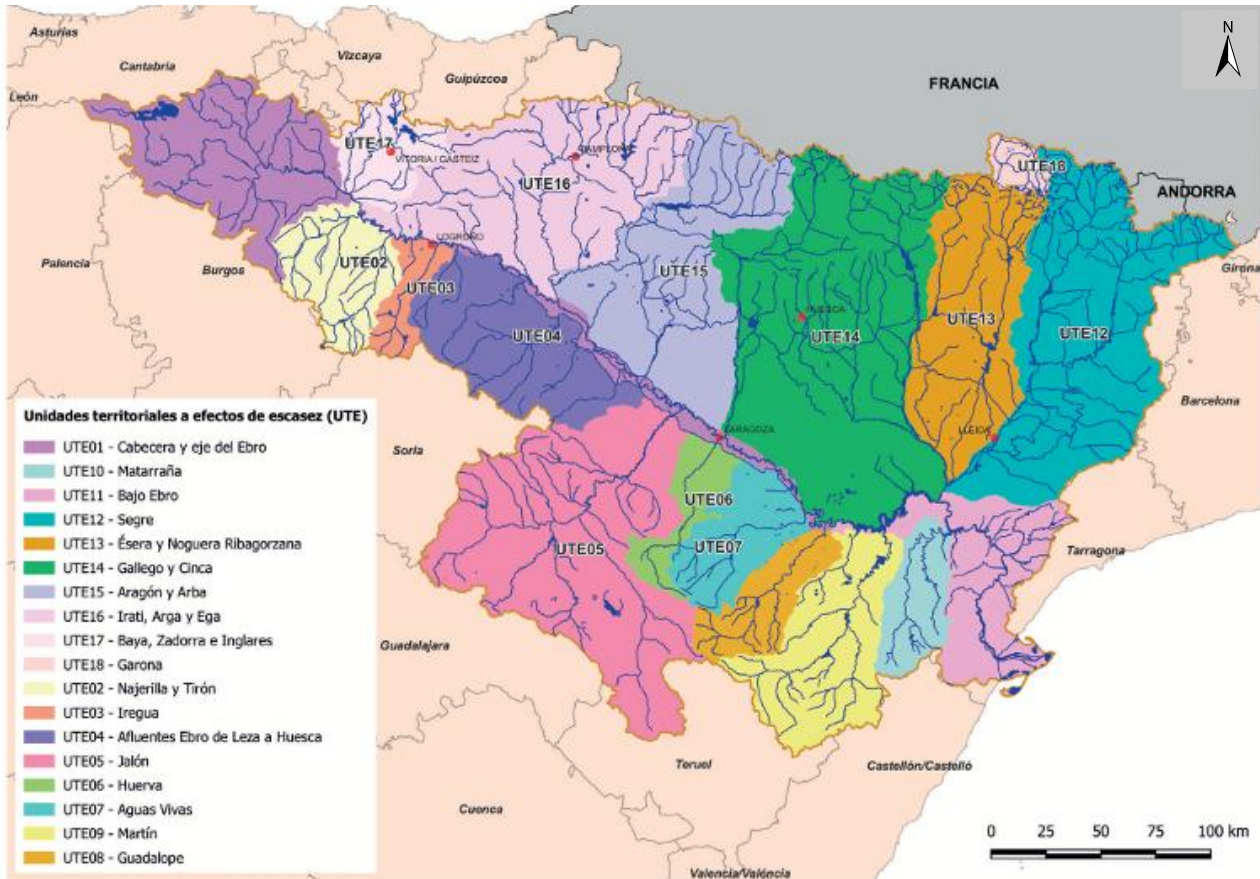 N
Asturias
Vizcaya
Cantabria
Guipúzcoa
León
FRANCIA
UTE17
VITORIA / GASTEIZ
PAMPLONA
UTE16
UTE18
ANDORRA
LOGROÑO
Palencia
Burgos
UTE02
UTE03
UTE15
Girona
UTE04
HUESCA
UTE14
UTE13
UTE12
Barcelona
Soria
ZARAGOZA
LLEIDA
UTE06
UTE05
UTE07
Tarragona
Guadalajara
Teruel
Castellón/Castelló
Cuenca
Valencia/València
Unidades territoriales a efectos de escasez (UTE)
UTE01 - Cabecera y eje del Ebro
UTE10 - Matarraña
UTE11 - Bajo Ebro
UTE12 - Segre
UTE13 - Ésera y Noguera Ribagorzana
UTE14 - Gallego y Cinca
UTE15 - Aragón y Arba
UTE16 - Irati, Arga y Ega
UTE17 - Baya, Zadorra e Inglares
UTE18 - Garona
UTE02 - Najerilla y Tirón
UTE03 - Iregua
UTE04 - Afluentes Ebro de Leza a Huesca
UTE05 - Jalón
UTE06 - Huerva
UTE07 - Aguas Vivas
UTE09 - Martín
UTE08 - Guadalope
0 25 50 75 100 km